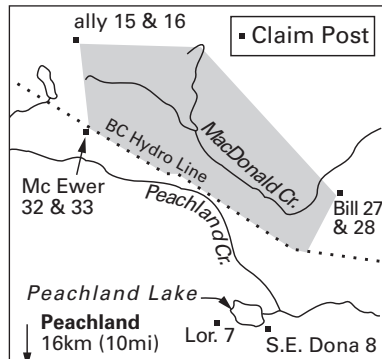 ally 15 & 16
Claim Post
MacDonald Cr.
BC Hydro Line
Mc Ewer
32 & 33
Peachland Cr.
Bill 27
& 28
Peachland Lake
Peachland
16km (10mi)
Lor. 7
S.E. Dona 8